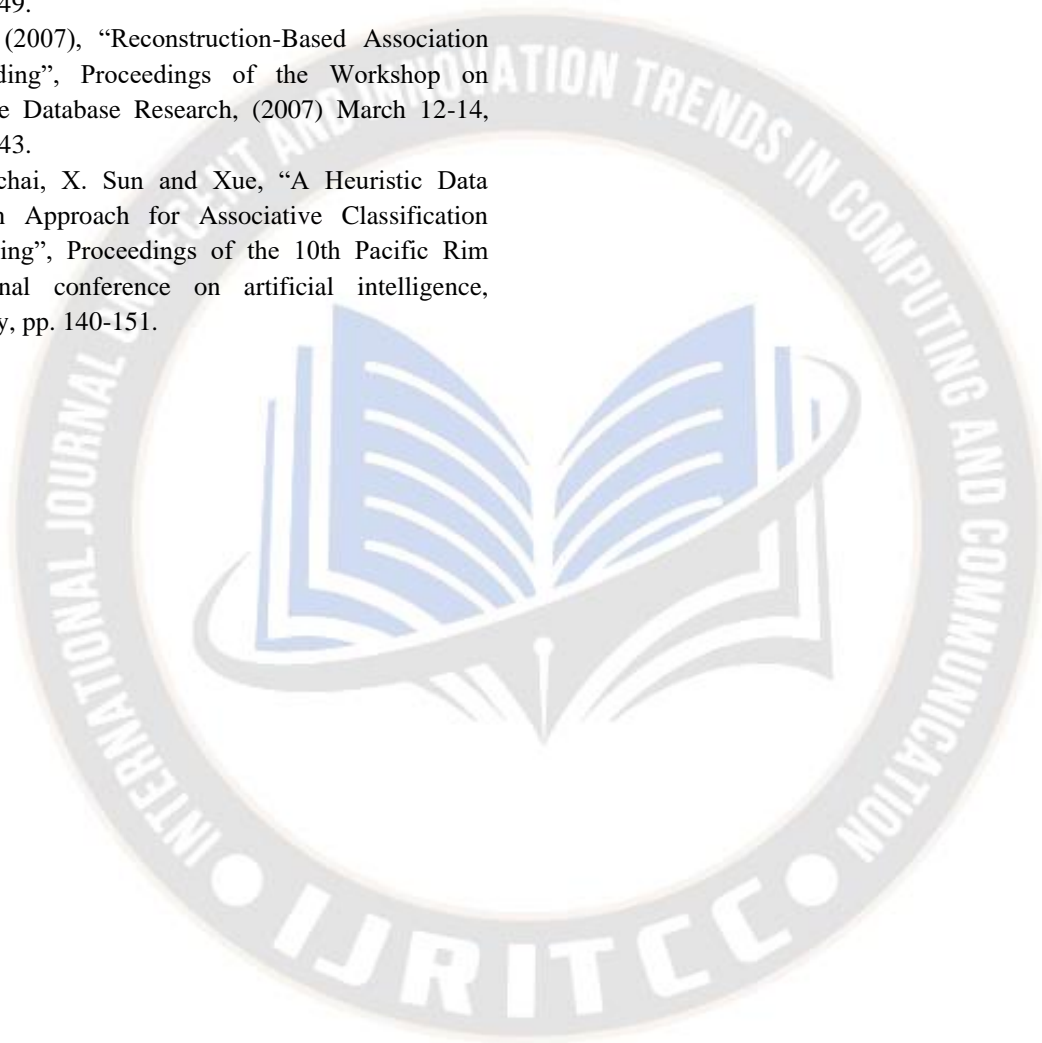 49.
(2007), “Reconstruction-Based Association
ding”, Proceedings of the Workshop on
e Database Research, (2007) March 12-14,
43.
chai, X. Sun and Xue, “A Heuristic Data
n Approach for Associative Classification
ing”, Proceedings of the 10th Pacific Rim
nal conference on artificial intelligence,
y, pp. 140-151.
INTERNATIONAL JOURNAL ON RECENT AND INNOVATION TRENDS IN COMPUTING AND COMMUNICATION
IJRITCC